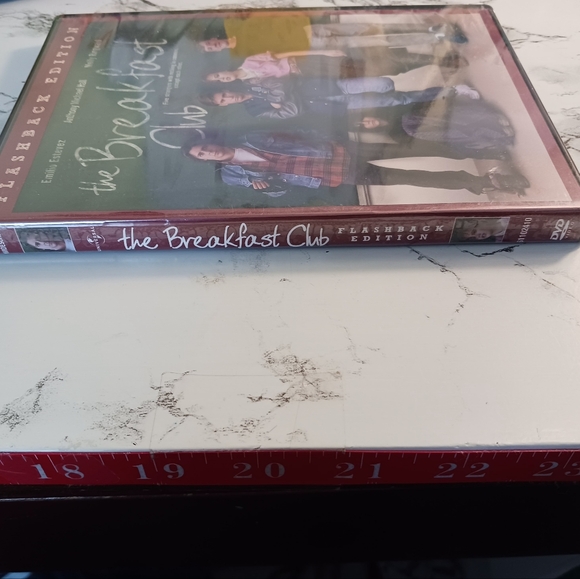 FLASHBACK EDITION
Emilio Estevez
Anthony Michael Hall
the Breakfast
Club
the Breakfast Club
FLASHBACK
EDITION
DVD
18 19 20 21 22 23